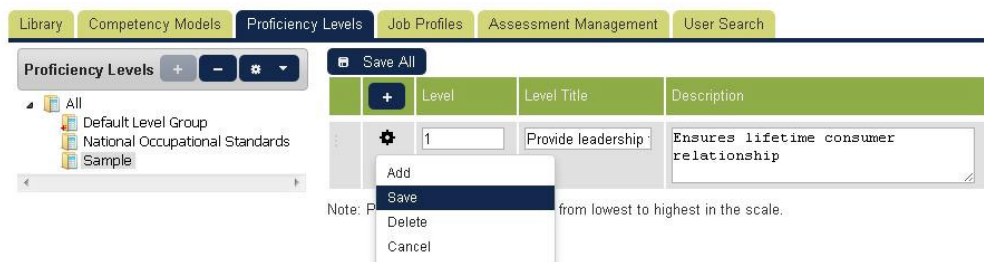 Library Competency Models Proficiency Levels Job Profiles Assessment Management User Search
Proficiency Levels + −
Save All
+ Level Level Title Description
All
Default Level Group
National Occupational Standards
Sample
1 Provide leadership Ensures lifetime consumer
relationship
Add
Save
Delete
Cancel
Note: from lowest to highest in the scale.